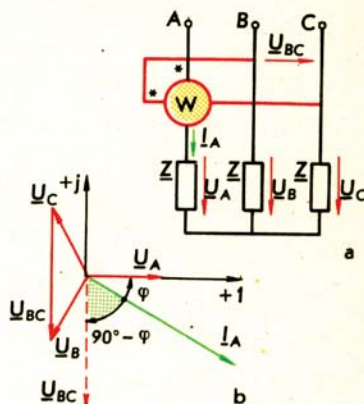 A B C
U_BC
*
* W
I_A
Z U_A Z U_B Z U_C
a
+j
U_C
U_A
+1
φ
U_BC
U_B
90°-φ
I_A
U_BC
b